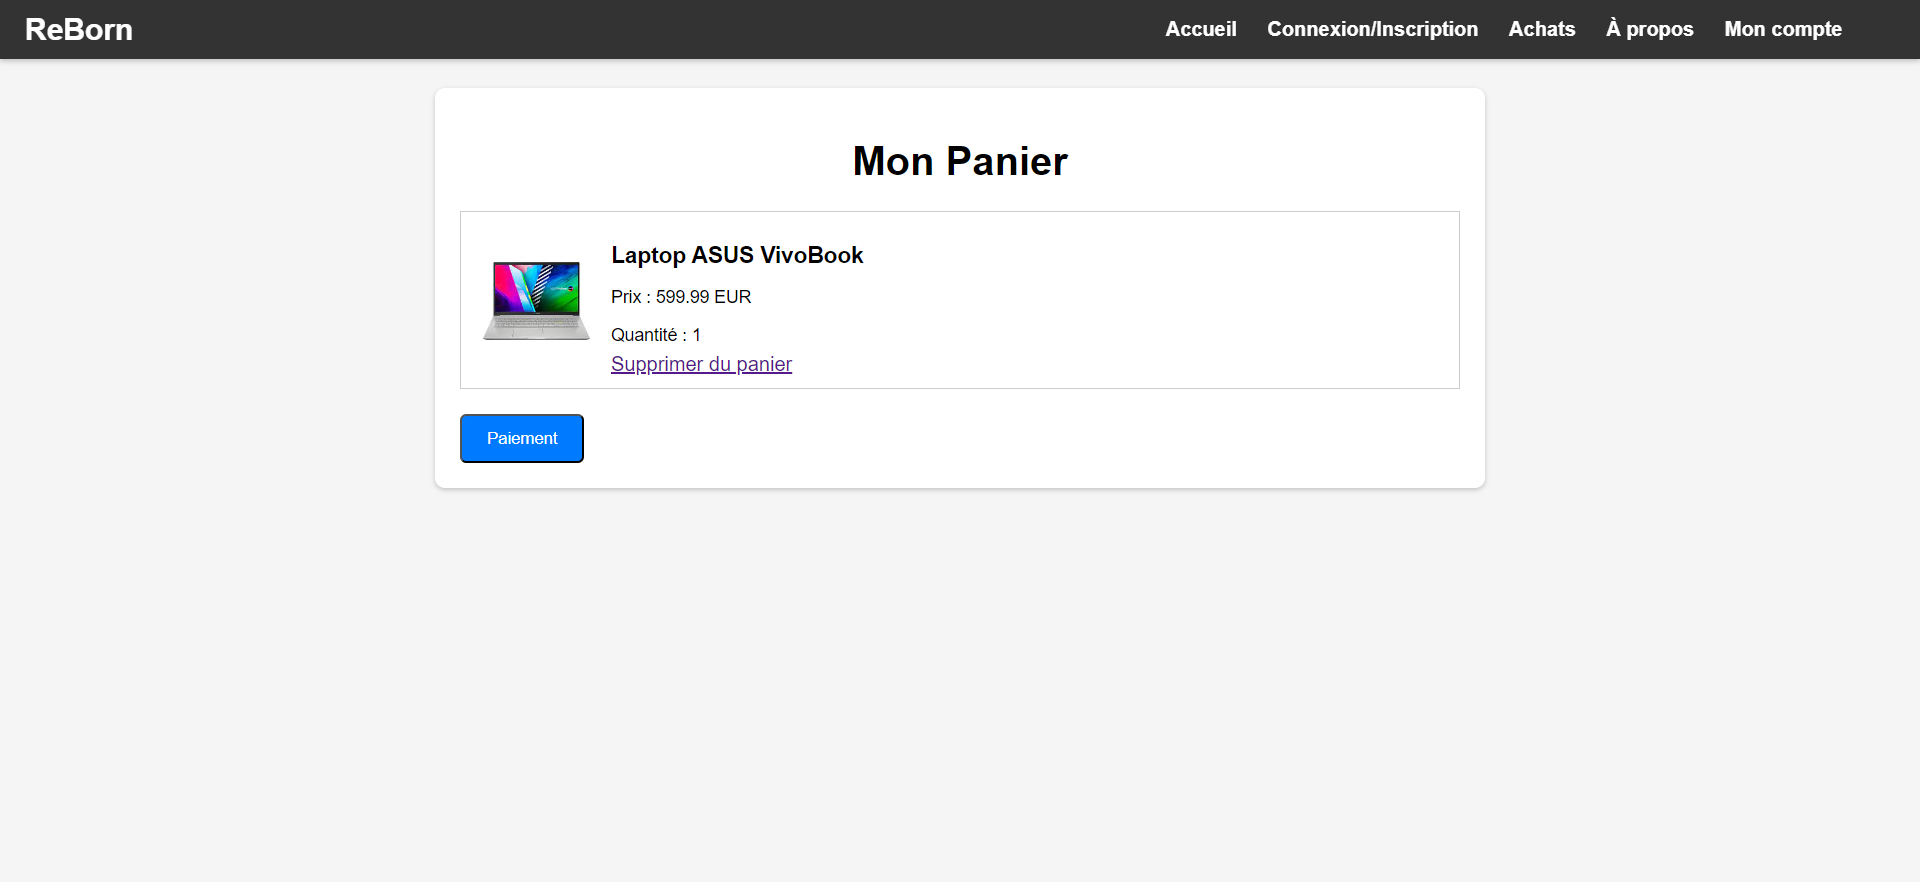 ReBorn
Accueil Connexion/Inscription Achats À propos Mon compte
Mon Panier
Laptop ASUS VivoBook
Prix : 599.99 EUR
Quantité : 1
Supprimer du panier
Paiement